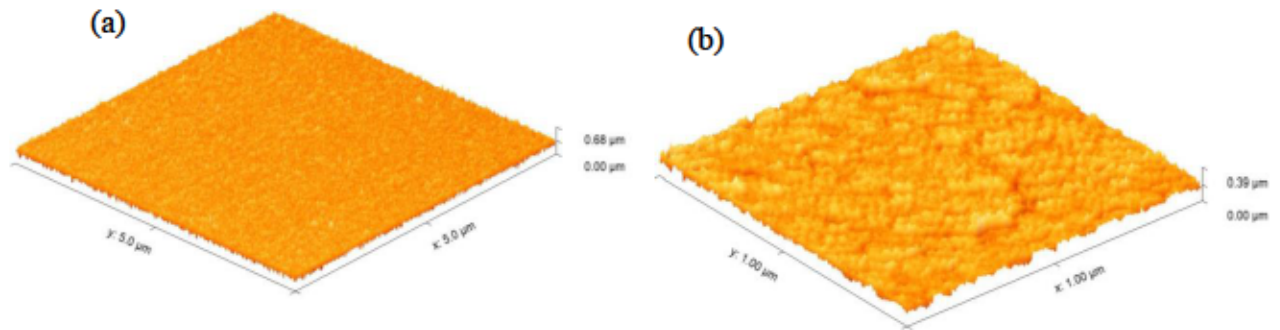 (a)
0.68 µm
0.00 µm
y: 5.0 µm
x: 5.0 µm
(b)
0.39 µm
0.00 µm
y: 1.00 µm
x: 1.00 µm